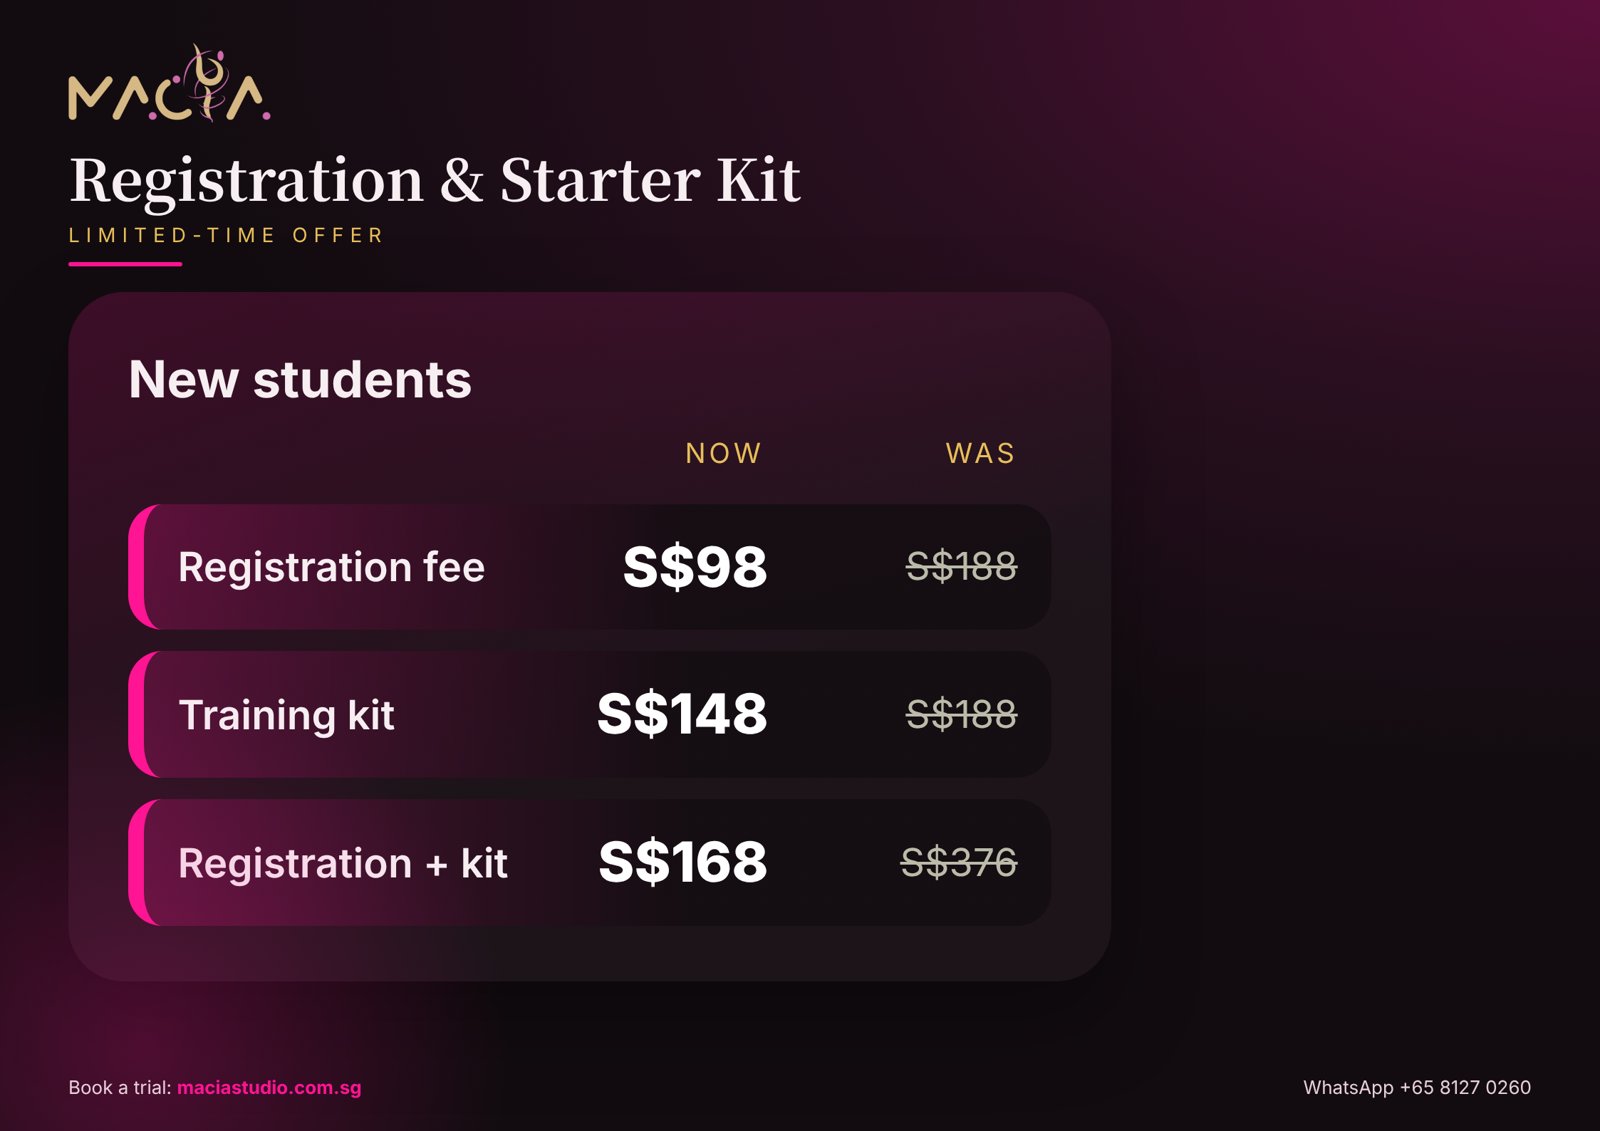 MACIA
Registration & Starter Kit
LIMITED-TIME OFFER
New students
NOW WAS
Registration fee S$98 S$188
Training kit S$148 S$188
Registration + kit S$168 S$376
Book a trial: maciastudio.com.sg
WhatsApp +65 8127 0260